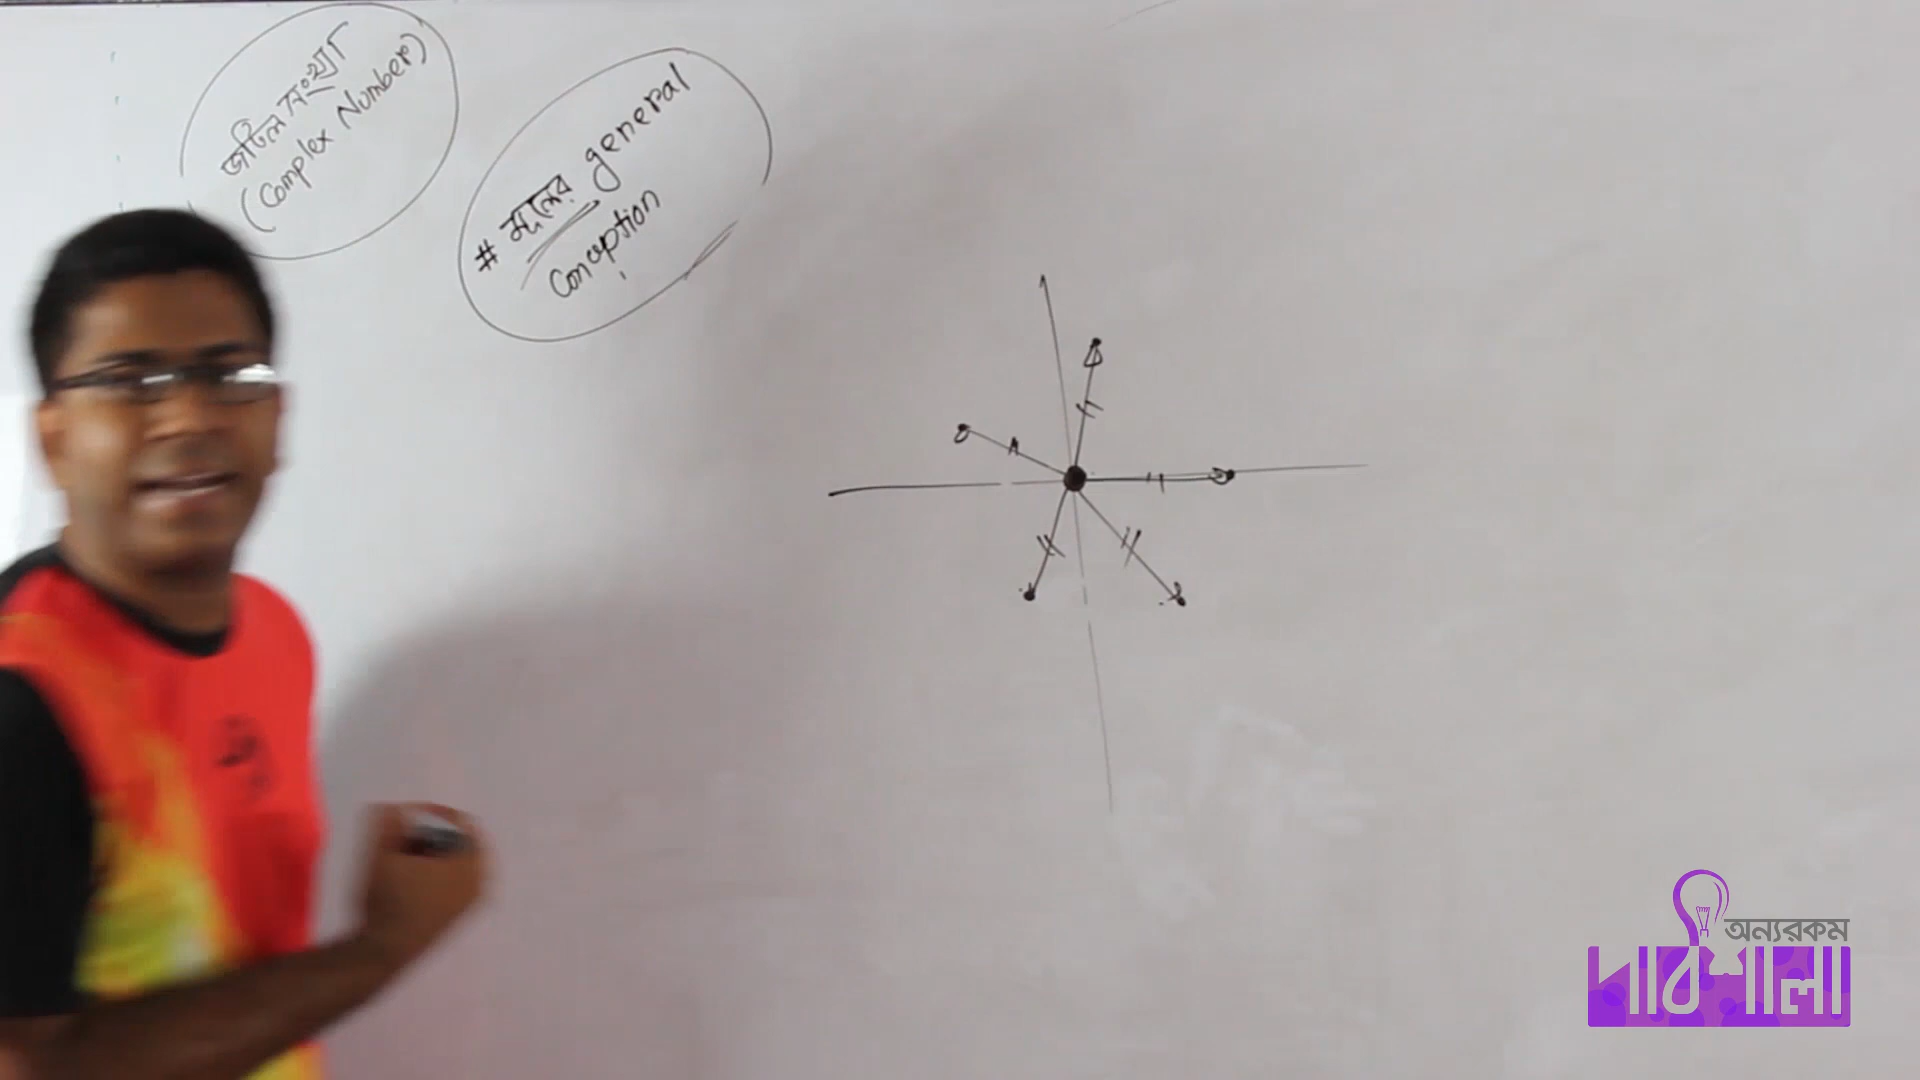 জটিল সংখ্যা
(Complex Number)
# মূলের general
Conception
অন্যরকম
পাঠশালা